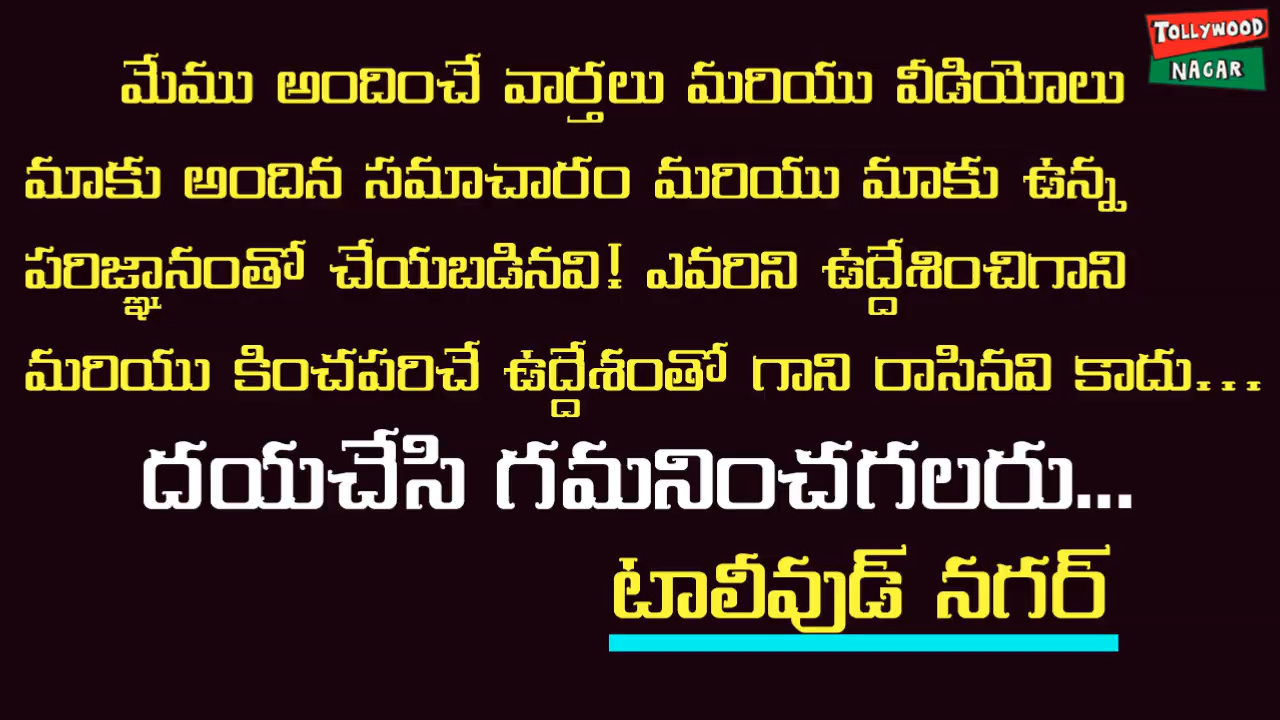 TOLLYWOOD
NAGAR
మేము అందించే వార్తలు మరియు వీడియోలు
మాకు అందిన సమాచారం మరియు మాకు ఉన్న
పరిజ్ఞానంతో చేయబడినవి! ఎవరిని ఉద్దేశించిగాని
మరియు కించపరిచే ఉద్దేశంతో గాని రాసినవి కాదు...
దయచేసి గమనించగలరు...
టాలీవుడ్ నగర్